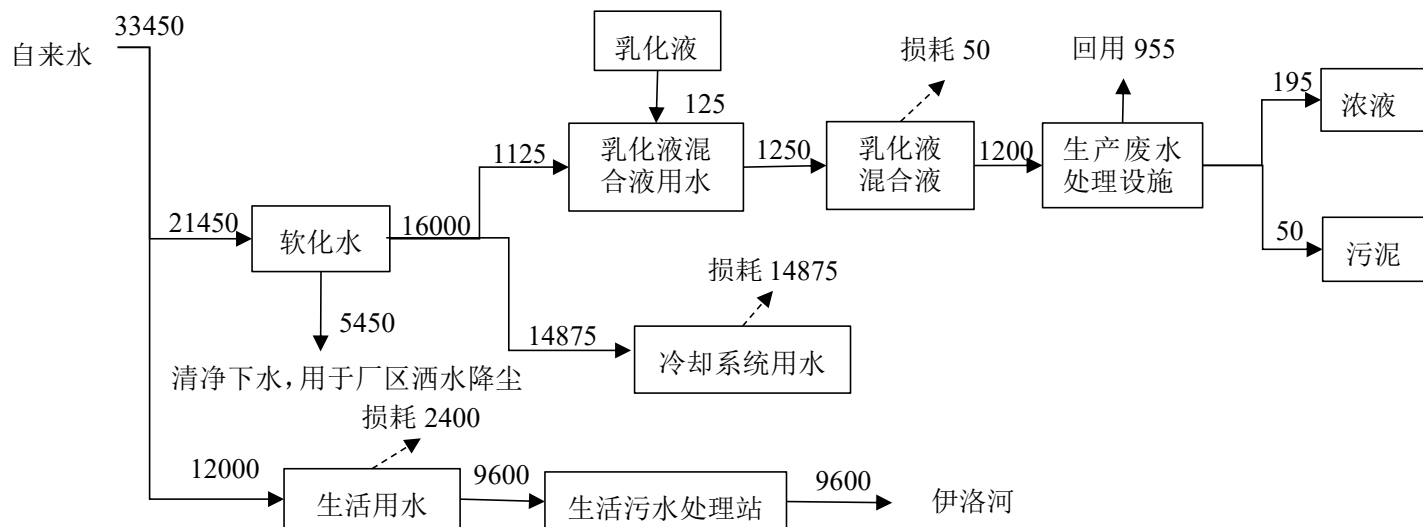 33450
自来水
乳化液
125
损耗 50
回用 955
195
浓液
1125
乳化液混
合液用水
1250
乳化液
混合液
1200
生产废水
处理设施
50
污泥
21450
软化水
16000
损耗 14875
5450
14875
冷却系统用水
清净下水，用于厂区洒水降尘
损耗 2400
12000
生活用水
9600
生活污水处理站
9600
伊洛河